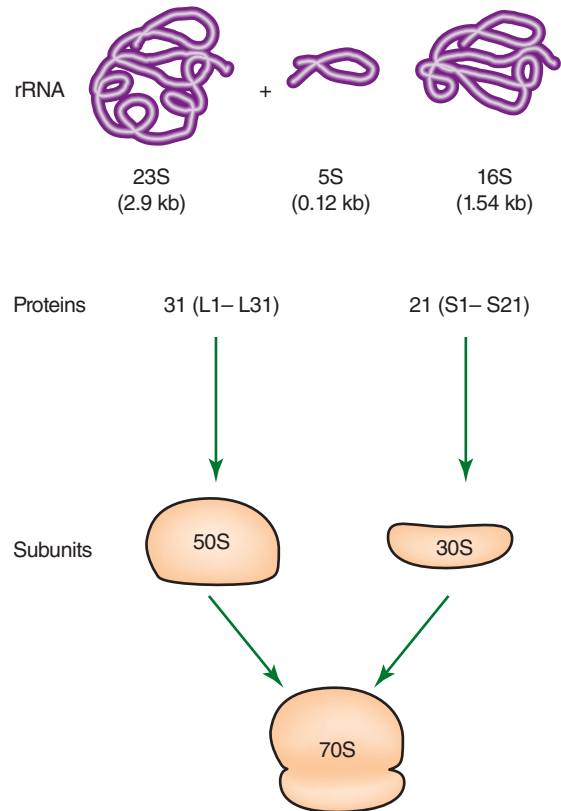 rRNA
+
23S
(2.9 kb)
5S
(0.12 kb)
16S
(1.54 kb)
Proteins
31 (L1– L31)
21 (S1– S21)
Subunits
50S
30S
70S